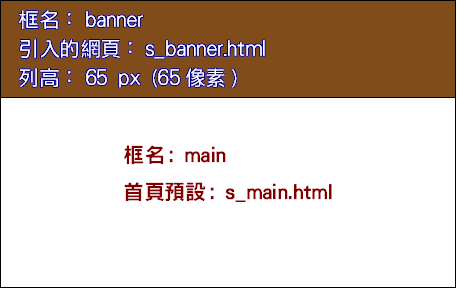 框名： banner
引入的網頁： s_banner.html
列高： 65 px (65 像素 )
框名: main
首頁預設: s_main.html